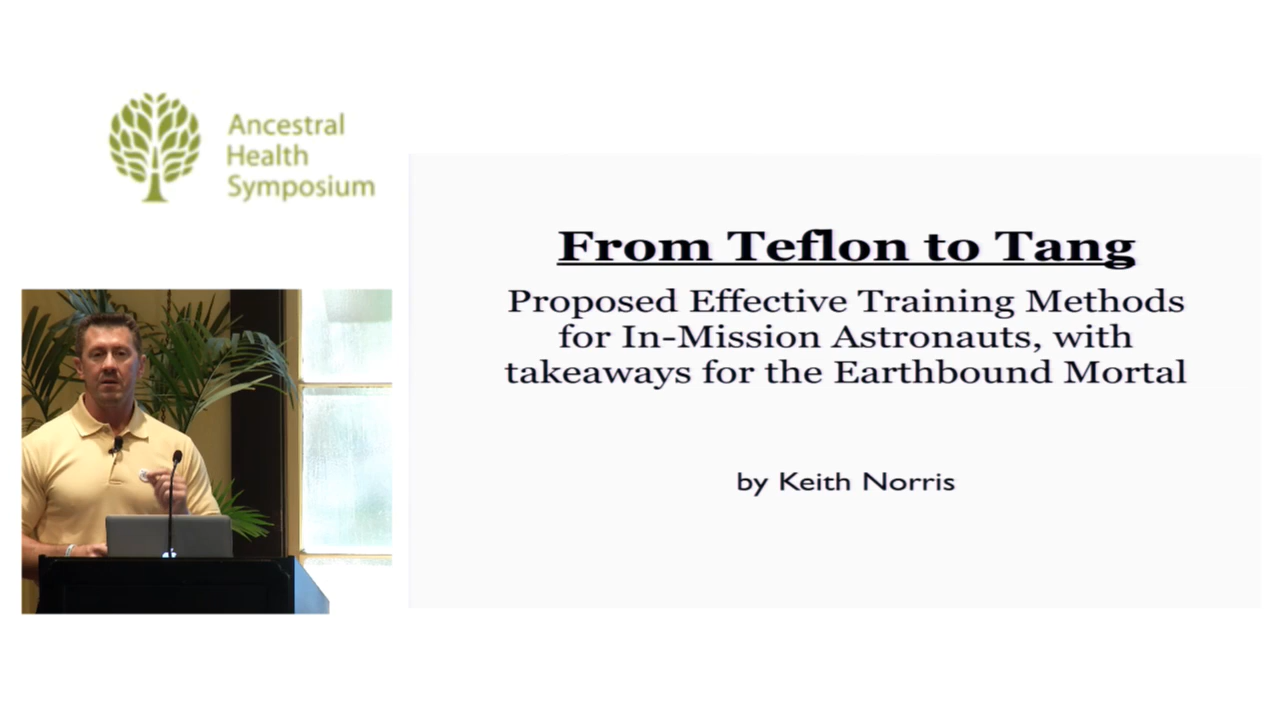 Ancestral
Health
Symposium
From Teflon to Tang
Proposed Effective Training Methods
for In-Mission Astronauts, with
takeaways for the Earthbound Mortal
by Keith Norris